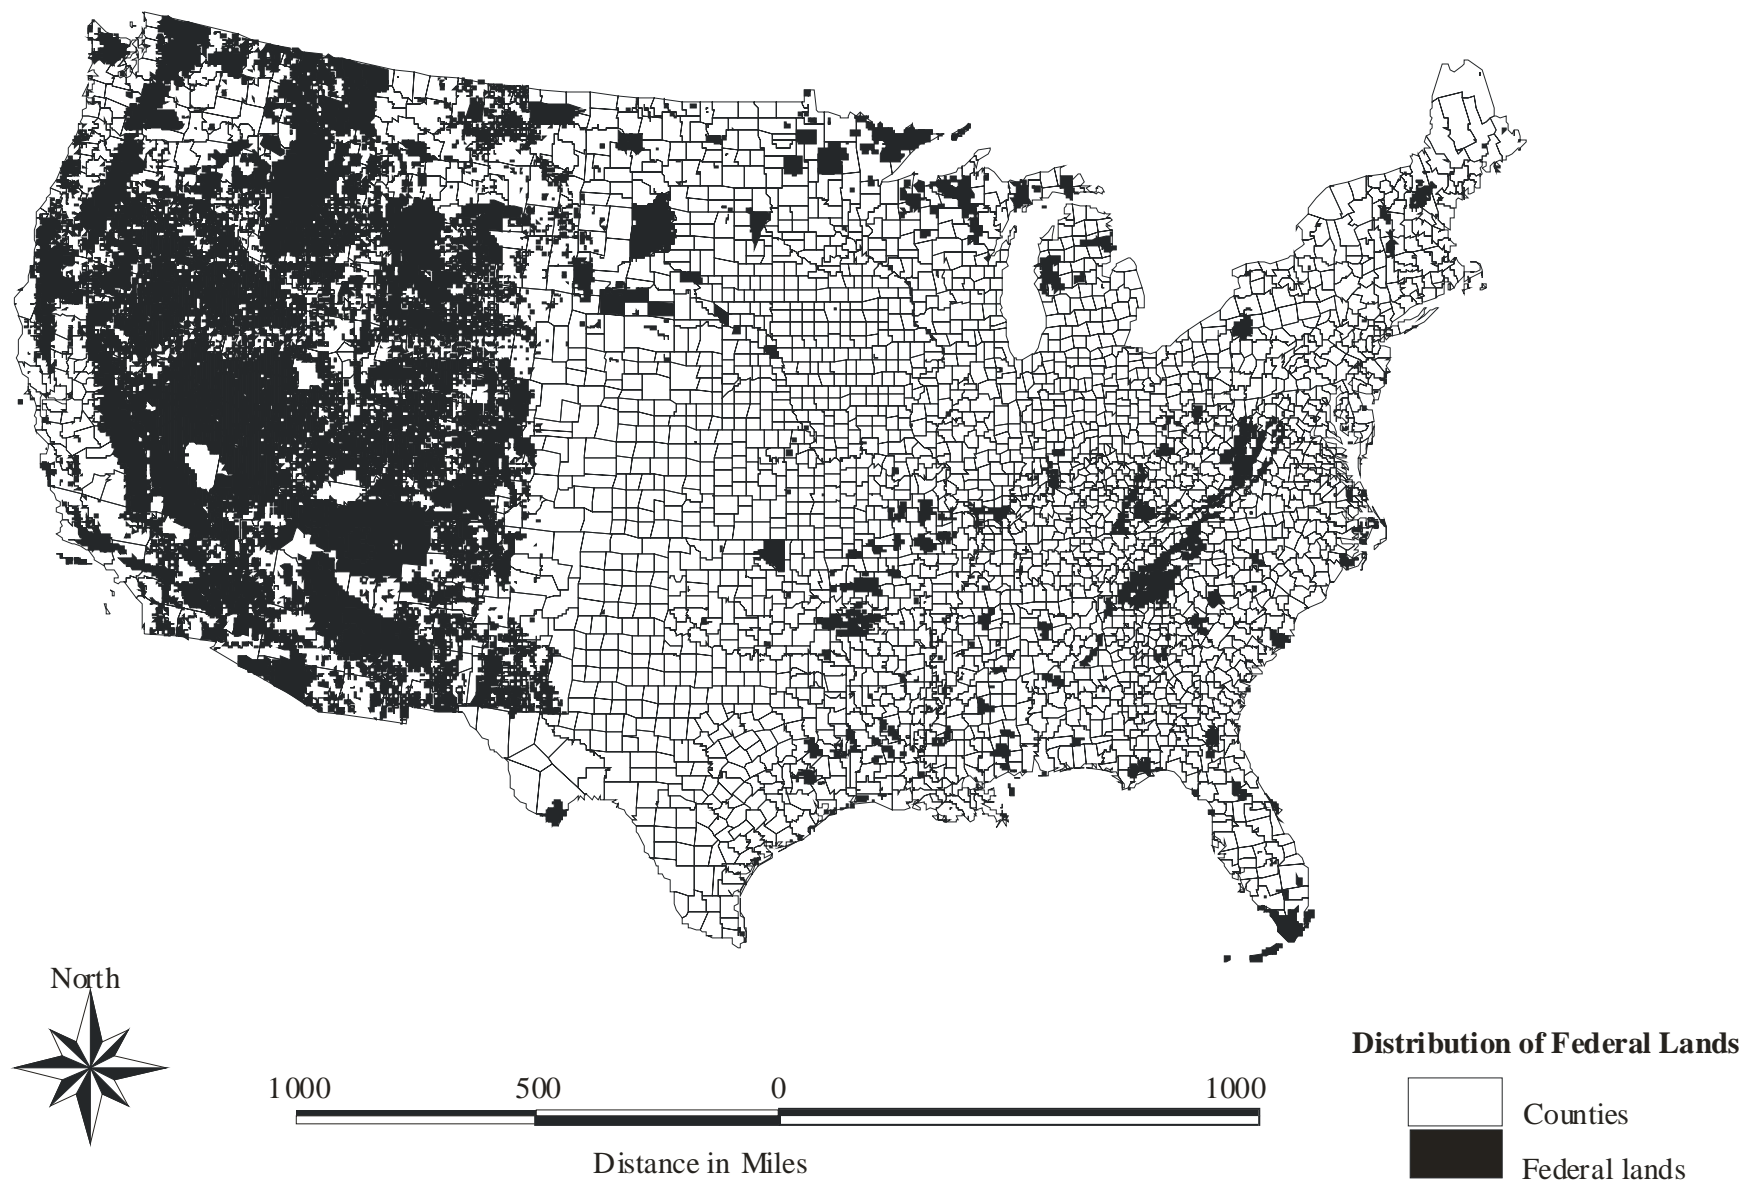 North
1000 500 0 1000
Distance in Miles
Distribution of Federal Lands
Counties
Federal lands